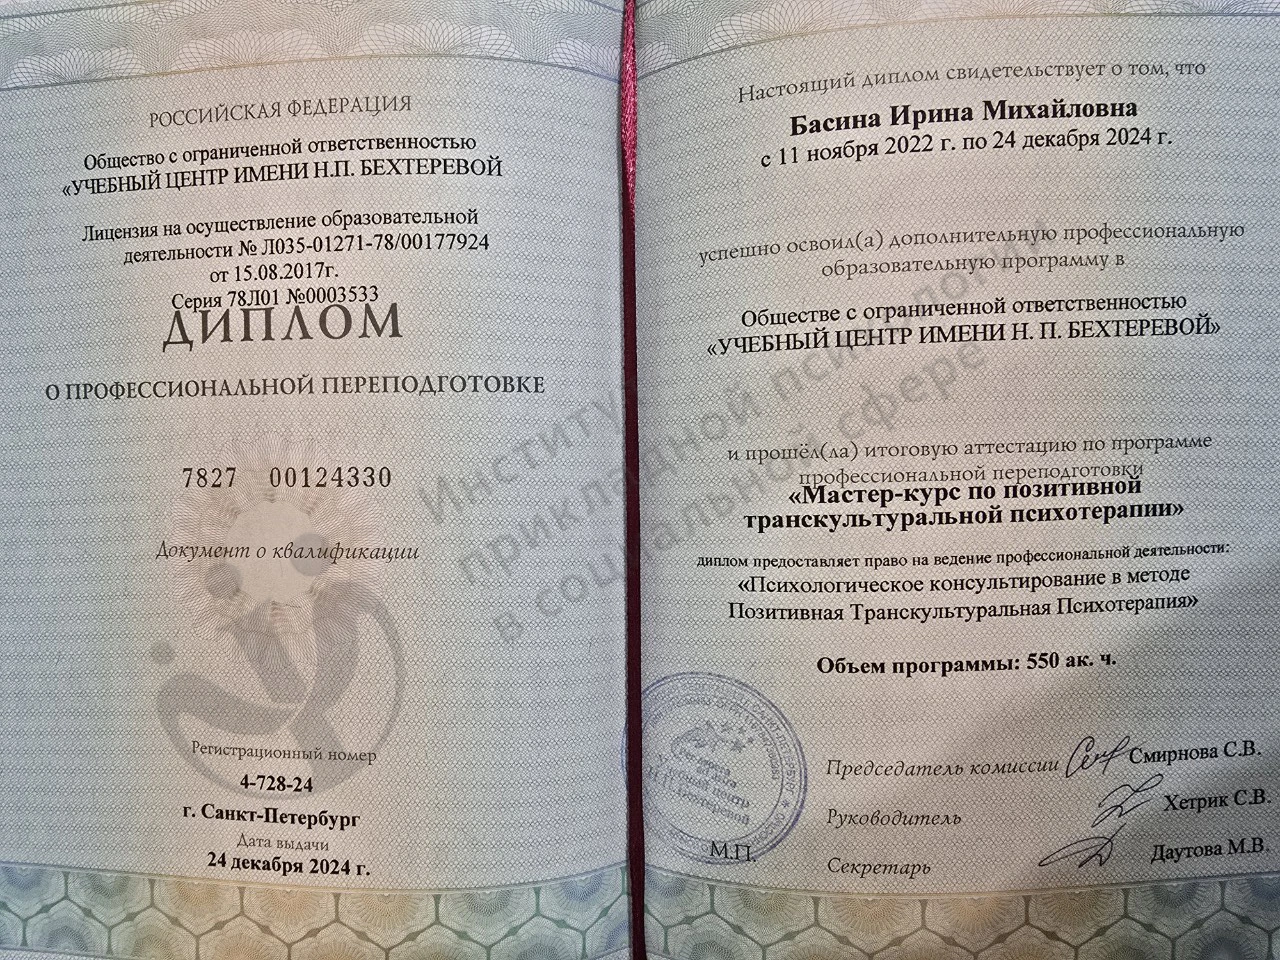 РОССИЙСКАЯ ФЕДЕРАЦИЯ
Общество с ограниченной ответственностью
«УЧЕБНЫЙ ЦЕНТР ИМЕНИ Н.П. БЕХТЕРЕВОЙ
Лицензия на осуществление образовательной
деятельности № Л035-01271-78/00177924
от 15.08.2017г.
Серия 78Л01 №0003533
ДИПЛОМ
О ПРОФЕССИОНАЛЬНОЙ ПЕРЕПОДГОТОВКЕ
7827 00124330
Документ о квалификации
Регистрационный номер
4-728-24
г. Санкт-Петербург
Дата выдачи
24 декабря 2024 г.
Настоящий диплом свидетельствует о том, что
Басина Ирина Михайловна
с 11 ноября 2022 г. по 24 декабря 2024 г.
успешно освоил(а) дополнительную профессиональную
образовательную программу в
Обществе с ограниченной ответственностью
«УЧЕБНЫЙ ЦЕНТР ИМЕНИ Н. П. БЕХТЕРЕВОЙ»
и прошёл(ла) итоговую аттестацию по программе
профессиональной переподготовки
«Мастер-курс по позитивной
транскультуральной психотерапии»
диплом предоставляет право на ведение профессиональной деятельности:
«Психологическое консультирование в методе
Позитивная Транскультуральная Психотерапия»
Объем программы: 550 ак. ч.
Председатель комиссии Смирнова С.В.
Руководитель Хетрик С.В.
Секретарь Даутова М.В.
М.П.
Институт
прикладной психологии
в социальной сфере